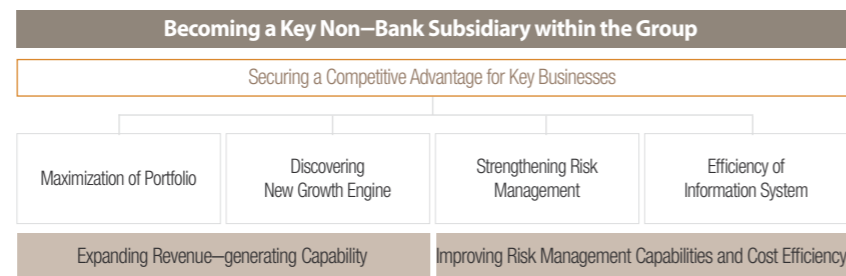 Becoming a Key Non–Bank Subsidiary within the Group
Securing a Competitive Advantage for Key Businesses
Maximization of Portfolio
Discovering
New Growth Engine
Strengthening Risk
Management
Efficiency of
Information System
Expanding Revenue–generating Capability
Improving Risk Management Capabilities and Cost Efficiency